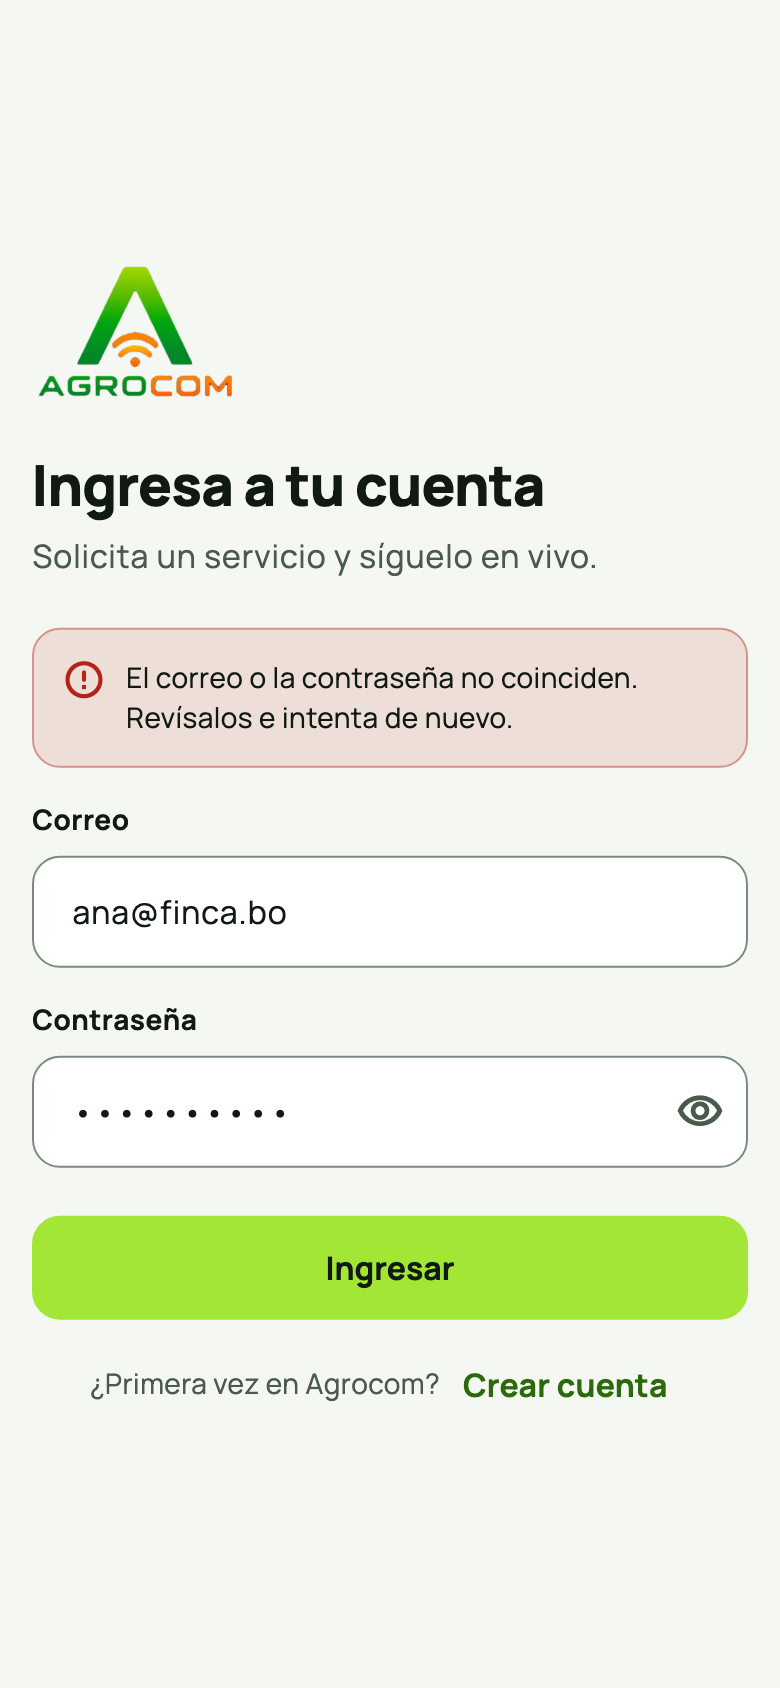 AGROCOM
Ingresa a tu cuenta
Solicita un servicio y síguelo en vivo.
El correo o la contraseña no coinciden.
Revísalos e intenta de nuevo.
Correo
ana@finca.bo
Contraseña
••••••••••
Ingresar
¿Primera vez en Agrocom? Crear cuenta